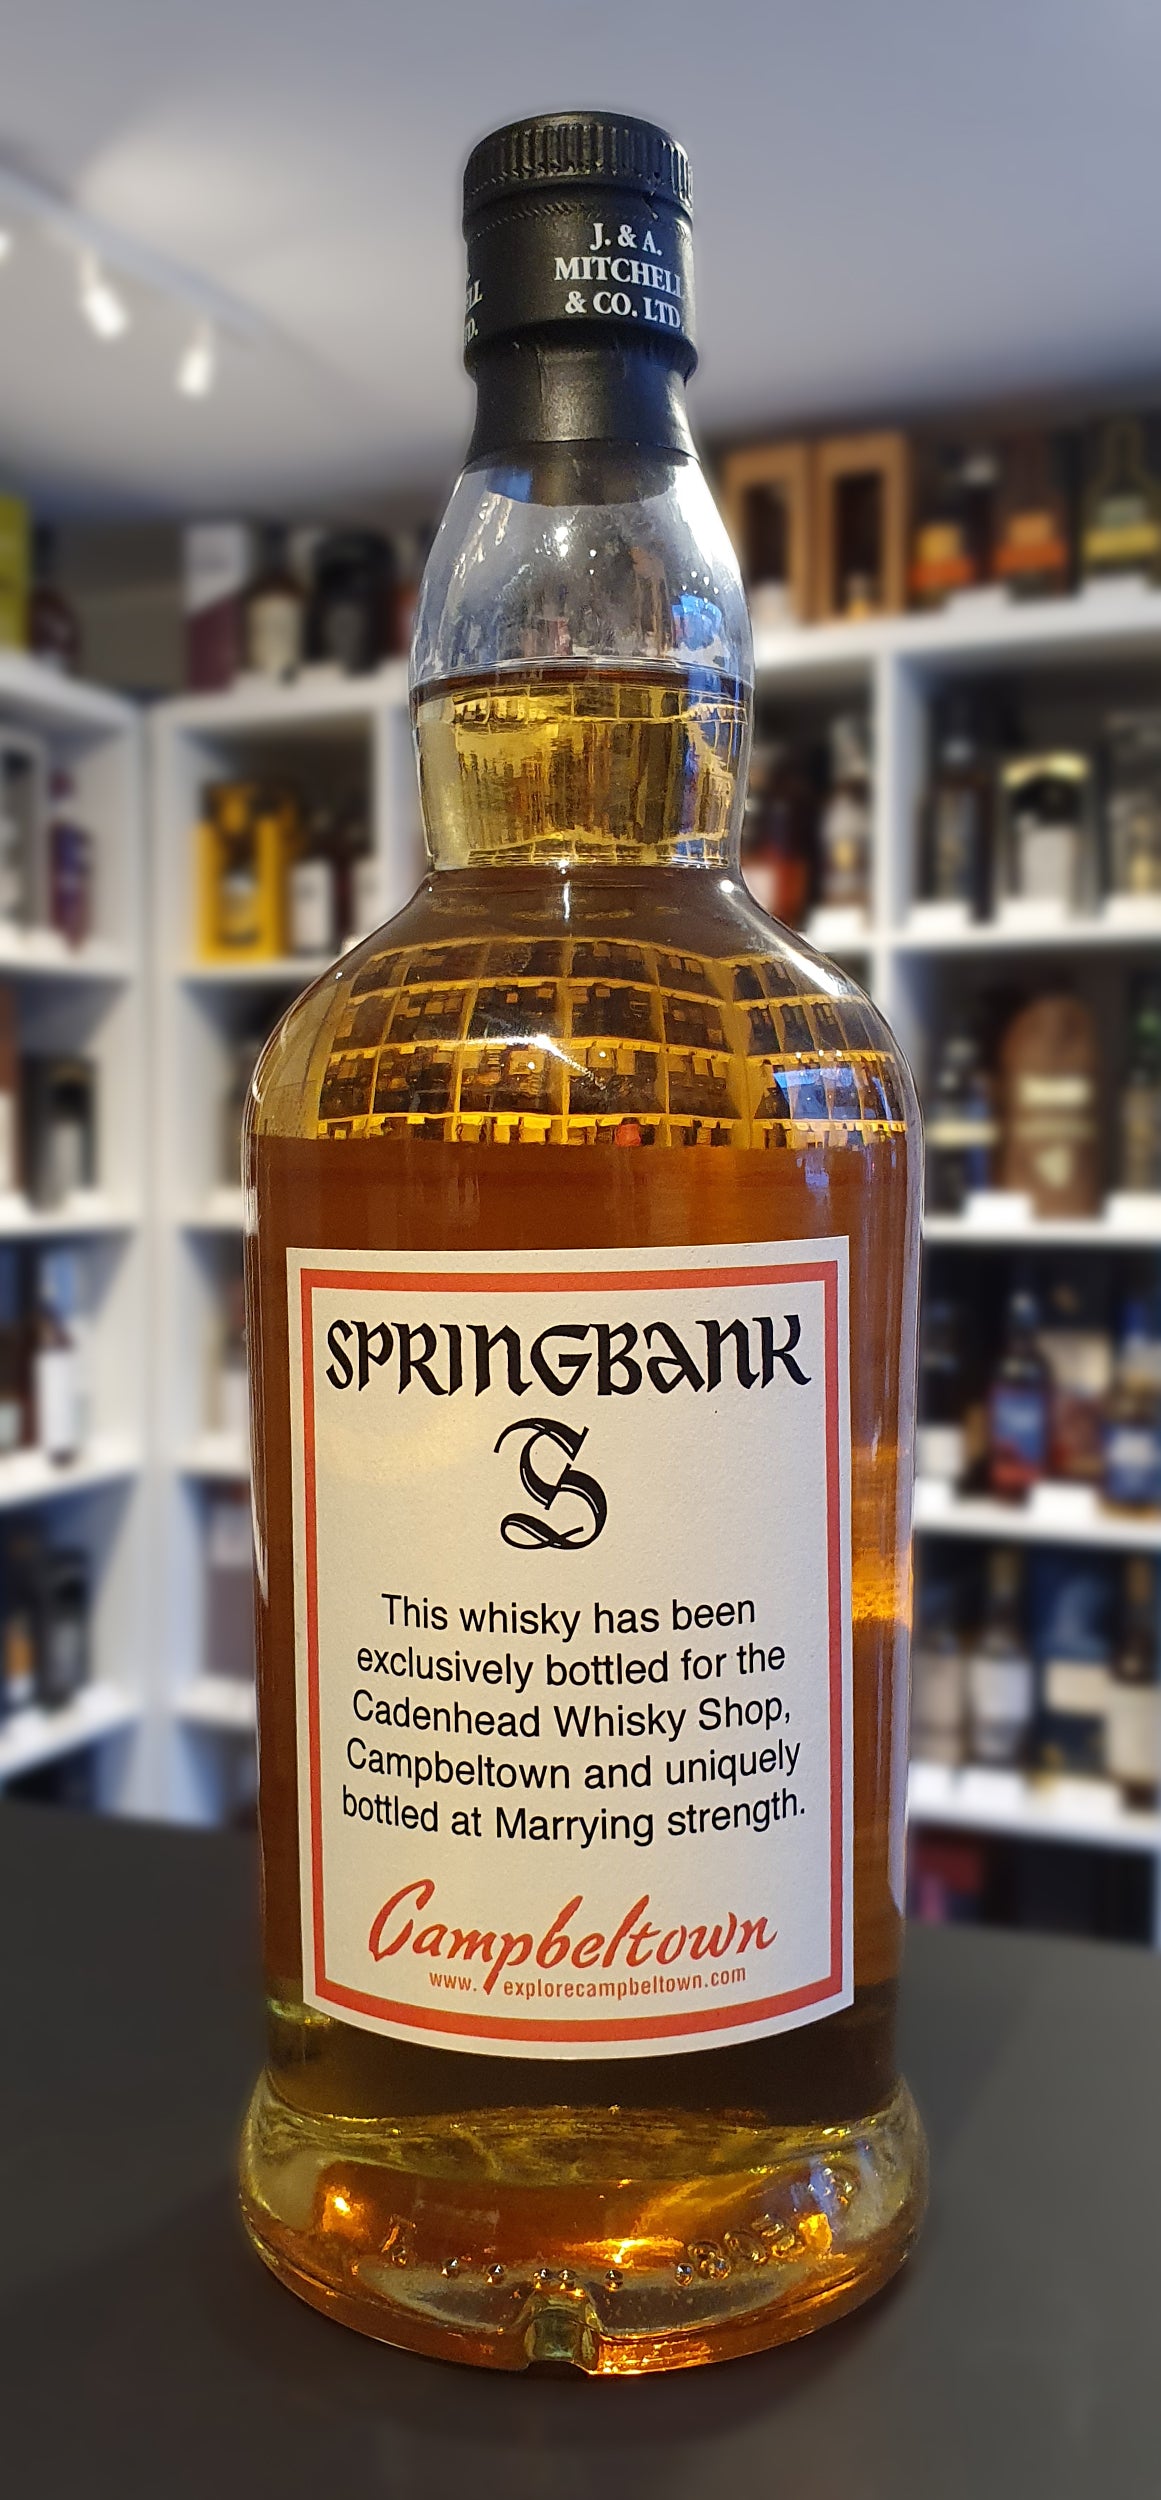 J. & A.
MITCHELL
& CO. LTD.
SPRINGBANK
S
This whisky has been
exclusively bottled for the
Cadenhead Whisky Shop,
Campbeltown and uniquely
bottled at Marrying strength.
Campbeltown
www.explorecampbeltown.com